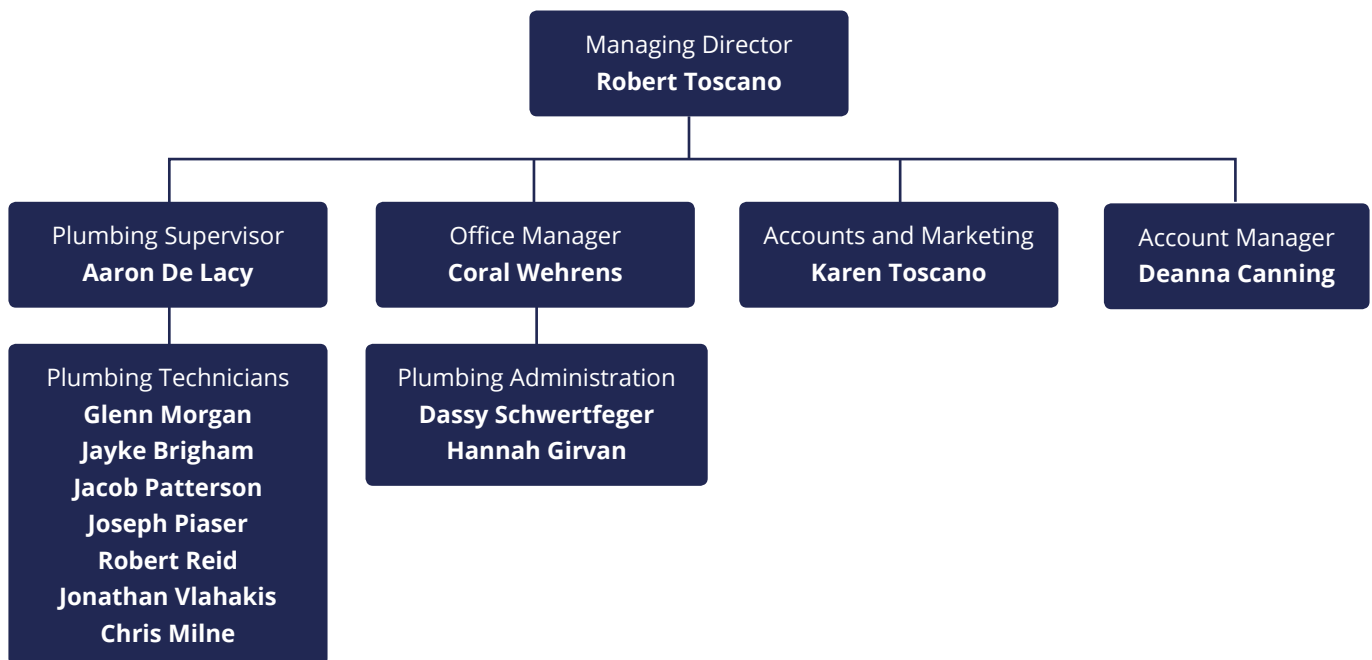 Managing Director
Robert Toscano
Plumbing Supervisor
Aaron De Lacy
Office Manager
Coral Wehrens
Accounts and Marketing
Karen Toscano
Account Manager
Deanna Canning
Plumbing Technicians
Glenn Morgan
Jayke Brigham
Jacob Patterson
Joseph Piaser
Robert Reid
Jonathan Vlahakis
Chris Milne
Plumbing Administration
Dassy Schwertfeger
Hannah Girvan